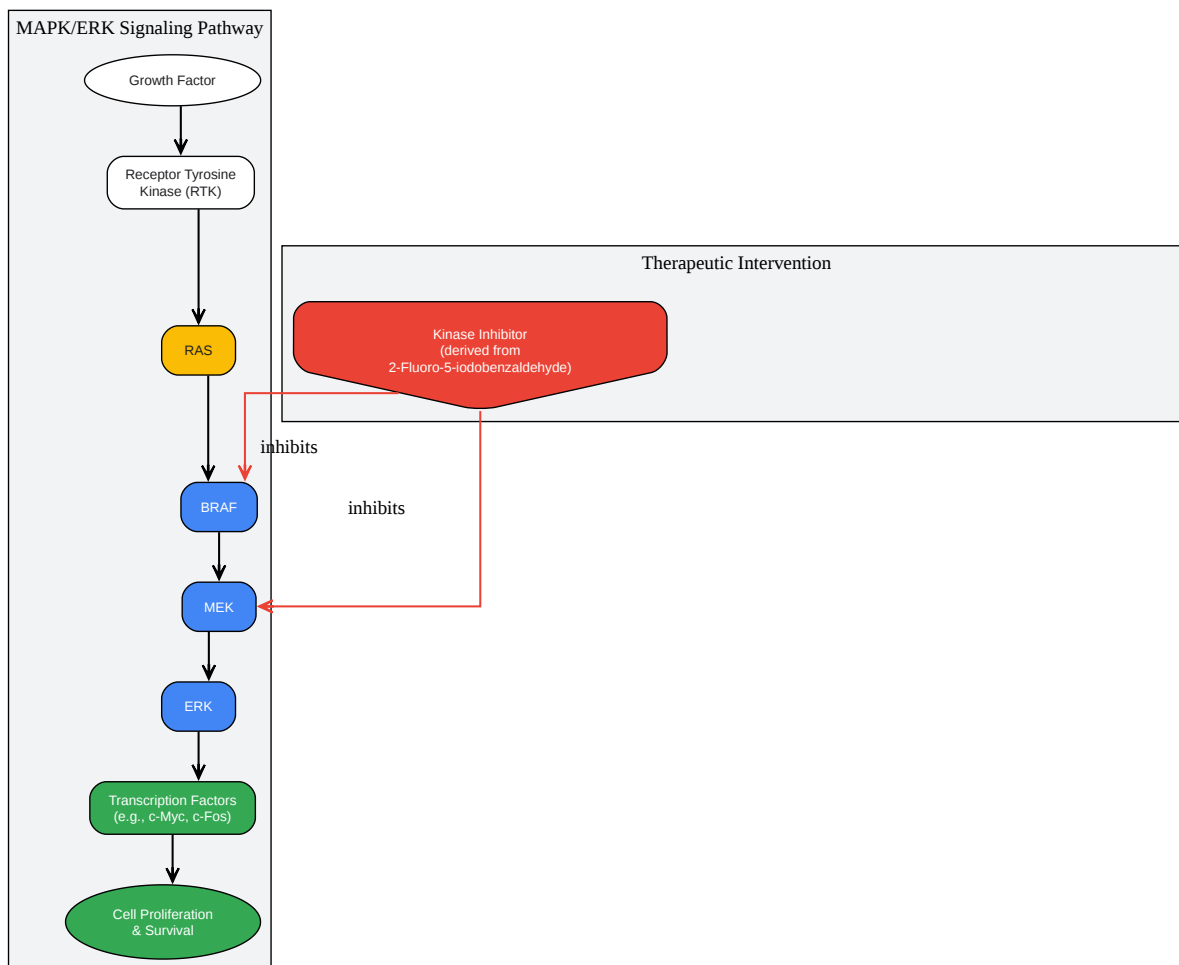 MAPK/ERK Signaling Pathway
Growth Factor
Receptor Tyrosine
Kinase (RTK)
Therapeutic Intervention
Kinase Inhibitor
(derived from
2-Fluoro-5-iodobenzaldehyde)
RAS
inhibits
inhibits
BRAF
MEK
ERK
Transcription Factors
(e.g., c-Myc, c-Fos)
Cell Proliferation
& Survival